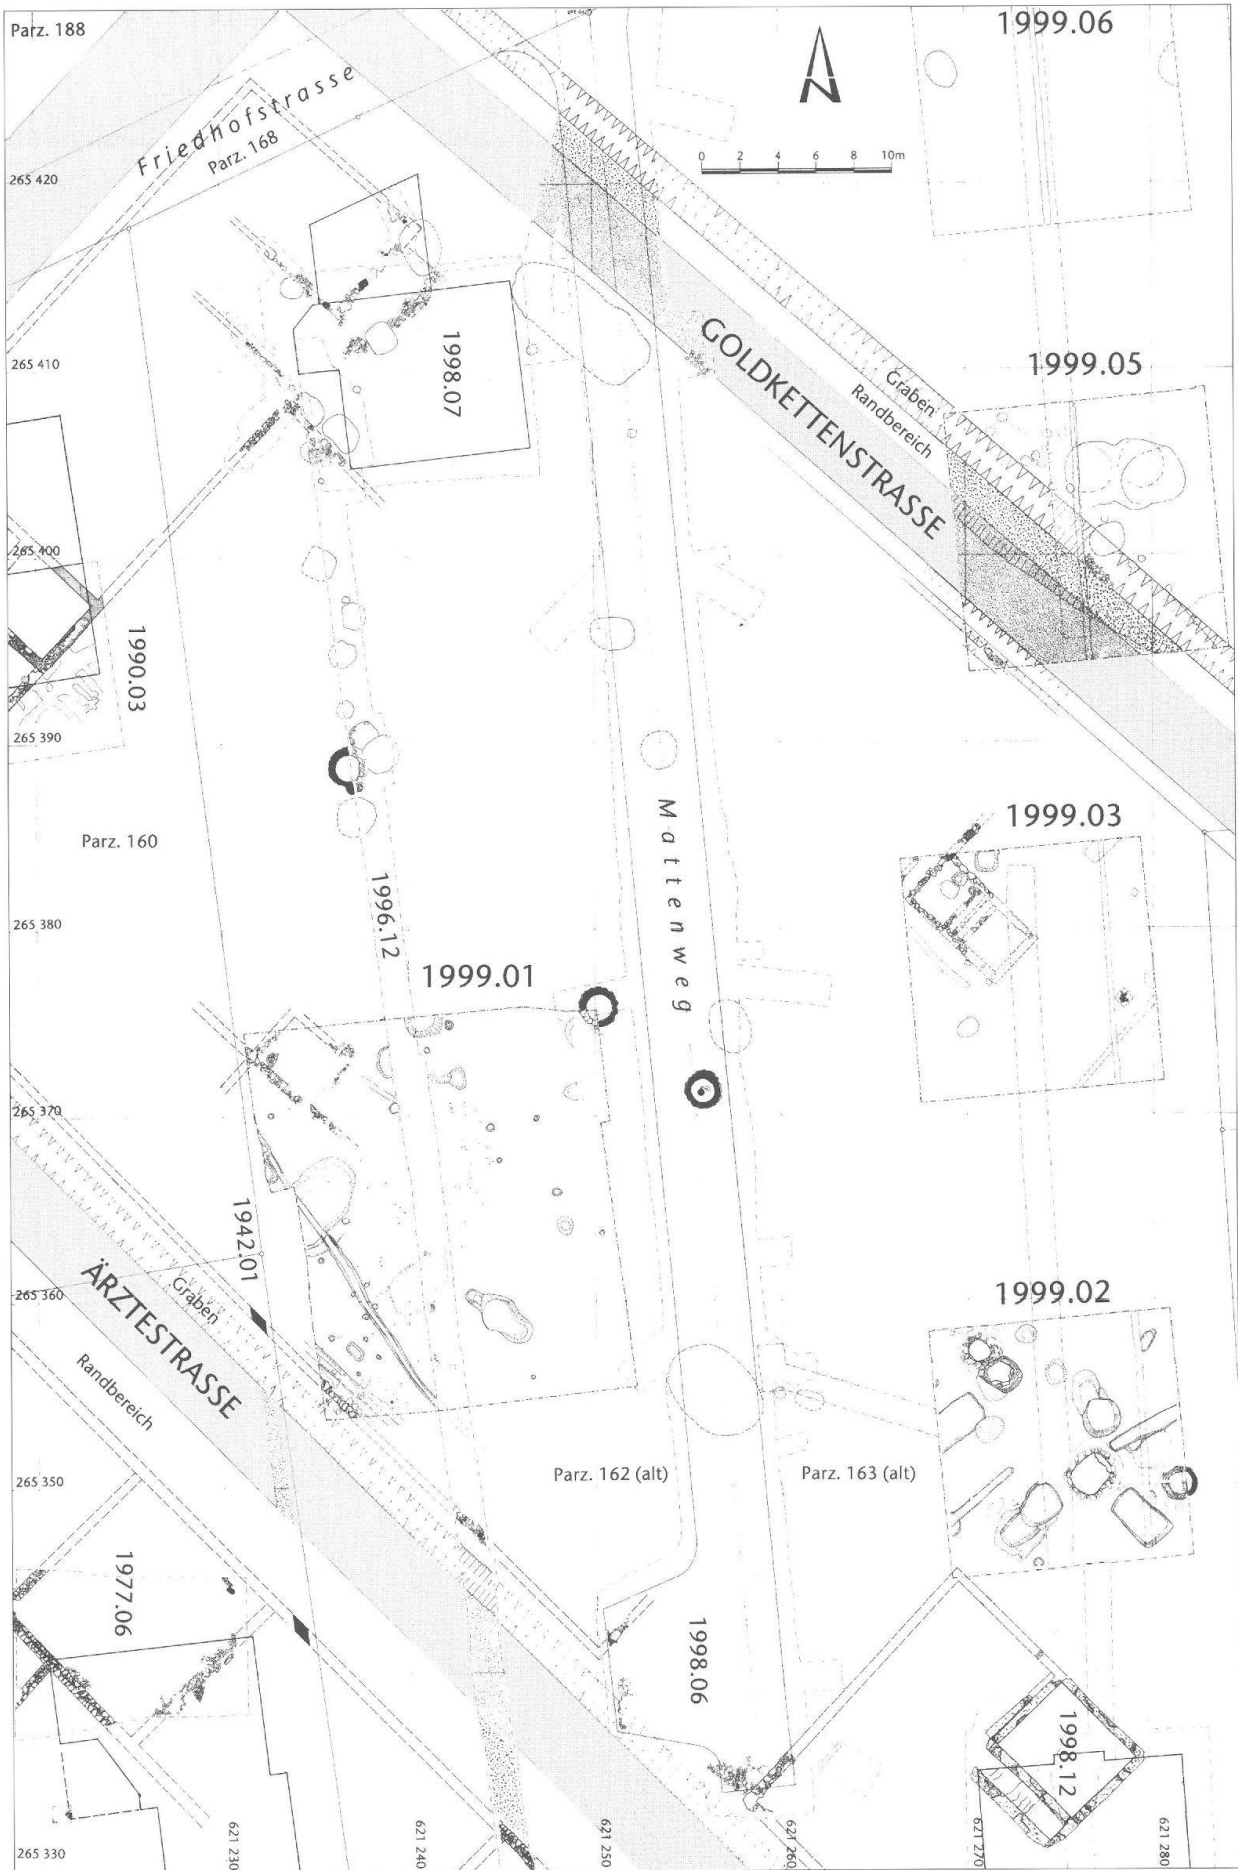 Parz. 188
1999.06
Friedhofstrasse
Parz. 168
0 2 4 6 8 10m
265 420
1998.07
GOLDKETTENSTRASSE
1999.05
265 410
Graben
Randbereich
265 400
1990.03
265 390
Mattenweg
1999.03
Parz. 160
1996.12
265 380
1999.01
265 370
1942.01
265 360
ÄRZTESTRASSE
Graben
Randbereich
1999.02
265 350
Parz. 162 (alt)
Parz. 163 (alt)
1977.06
1998.06
1998.12
265 330
621 230
621 240
621 250
621 260
621 270
621 280
N